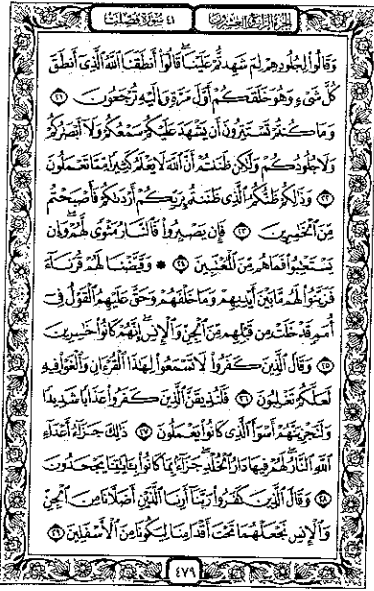 الجزء الرابع والعشرون ٤١ سورة فصلت
وَقَالُوا۟ لِجُلُودِهِمْ لِمَ شَهِدتُّمْ عَلَيْنَا ۖ قَالُوٓا۟ أَنطَقَنَا ٱللَّهُ ٱلَّذِىٓ أَنطَقَ
كُلَّ شَىْءٍ وَهُوَ خَلَقَكُمْ أَوَّلَ مَرَّةٍ وَإِلَيْهِ تُرْجَعُونَ ٢١
وَمَا كُنتُمْ تَسْتَتِرُونَ أَن يَشْهَدَ عَلَيْكُمْ سَمْعُكُمْ وَلَآ أَبْصَٰرُكُمْ
وَلَا جُلُودُكُمْ وَلَٰكِن ظَنَنتُمْ أَنَّ ٱللَّهَ لَا يَعْلَمُ كَثِيرًا مِّمَّا تَعْمَلُونَ
٢٢ وَذَٰلِكُمْ ظَنُّكُمُ ٱلَّذِى ظَنَنتُم بِرَبِّكُمْ أَرْدَىٰكُمْ فَأَصْبَحْتُم
مِّنَ ٱلْخَٰسِرِينَ ٢٣ فَإِن يَصْبِرُوا۟ فَٱلنَّارُ مَثْوًى لَّهُمْ ۖ وَإِن
يَسْتَعْتِبُوا۟ فَمَا هُم مِّنَ ٱلْمُعْتَبِينَ ٢٤ ۞ وَقَيَّضْنَا لَهُمْ قُرَنَآءَ
فَزَيَّنُوا۟ لَهُم مَّا بَيْنَ أَيْدِيهِمْ وَمَا خَلْفَهُمْ وَحَقَّ عَلَيْهِمُ ٱلْقَوْلُ فِىٓ
أُمَمٍ قَدْ خَلَتْ مِن قَبْلِهِم مِّنَ ٱلْجِنِّ وَٱلْإِنسِ ۖ إِنَّهُمْ كَانُوا۟ خَٰسِرِينَ
٢٥ وَقَالَ ٱلَّذِينَ كَفَرُوا۟ لَا تَسْمَعُوا۟ لِهَٰذَا ٱلْقُرْءَانِ وَٱلْغَوْا۟ فِيهِ
لَعَلَّكُمْ تَغْلِبُونَ ٢٦ فَلَنُذِيقَنَّ ٱلَّذِينَ كَفَرُوا۟ عَذَابًا شَدِيدًا
وَلَنَجْزِيَنَّهُمْ أَسْوَأَ ٱلَّذِى كَانُوا۟ يَعْمَلُونَ ٢٧ ذَٰلِكَ جَزَآءُ أَعْدَآءِ
ٱللَّهِ ٱلنَّارُ ۖ لَهُمْ فِيهَا دَارُ ٱلْخُلْدِ ۖ جَزَآءًۢ بِمَا كَانُوا۟ بِـَٔايَٰتِنَا يَجْحَدُونَ
٢٨ وَقَالَ ٱلَّذِينَ كَفَرُوا۟ رَبَّنَآ أَرِنَا ٱلَّذَيْنِ أَضَلَّانَا مِنَ ٱلْجِنِّ
وَٱلْإِنسِ نَجْعَلْهُمَا تَحْتَ أَقْدَامِنَا لِيَكُونَا مِنَ ٱلْأَسْفَلِينَ ٢٩
٤٧٩